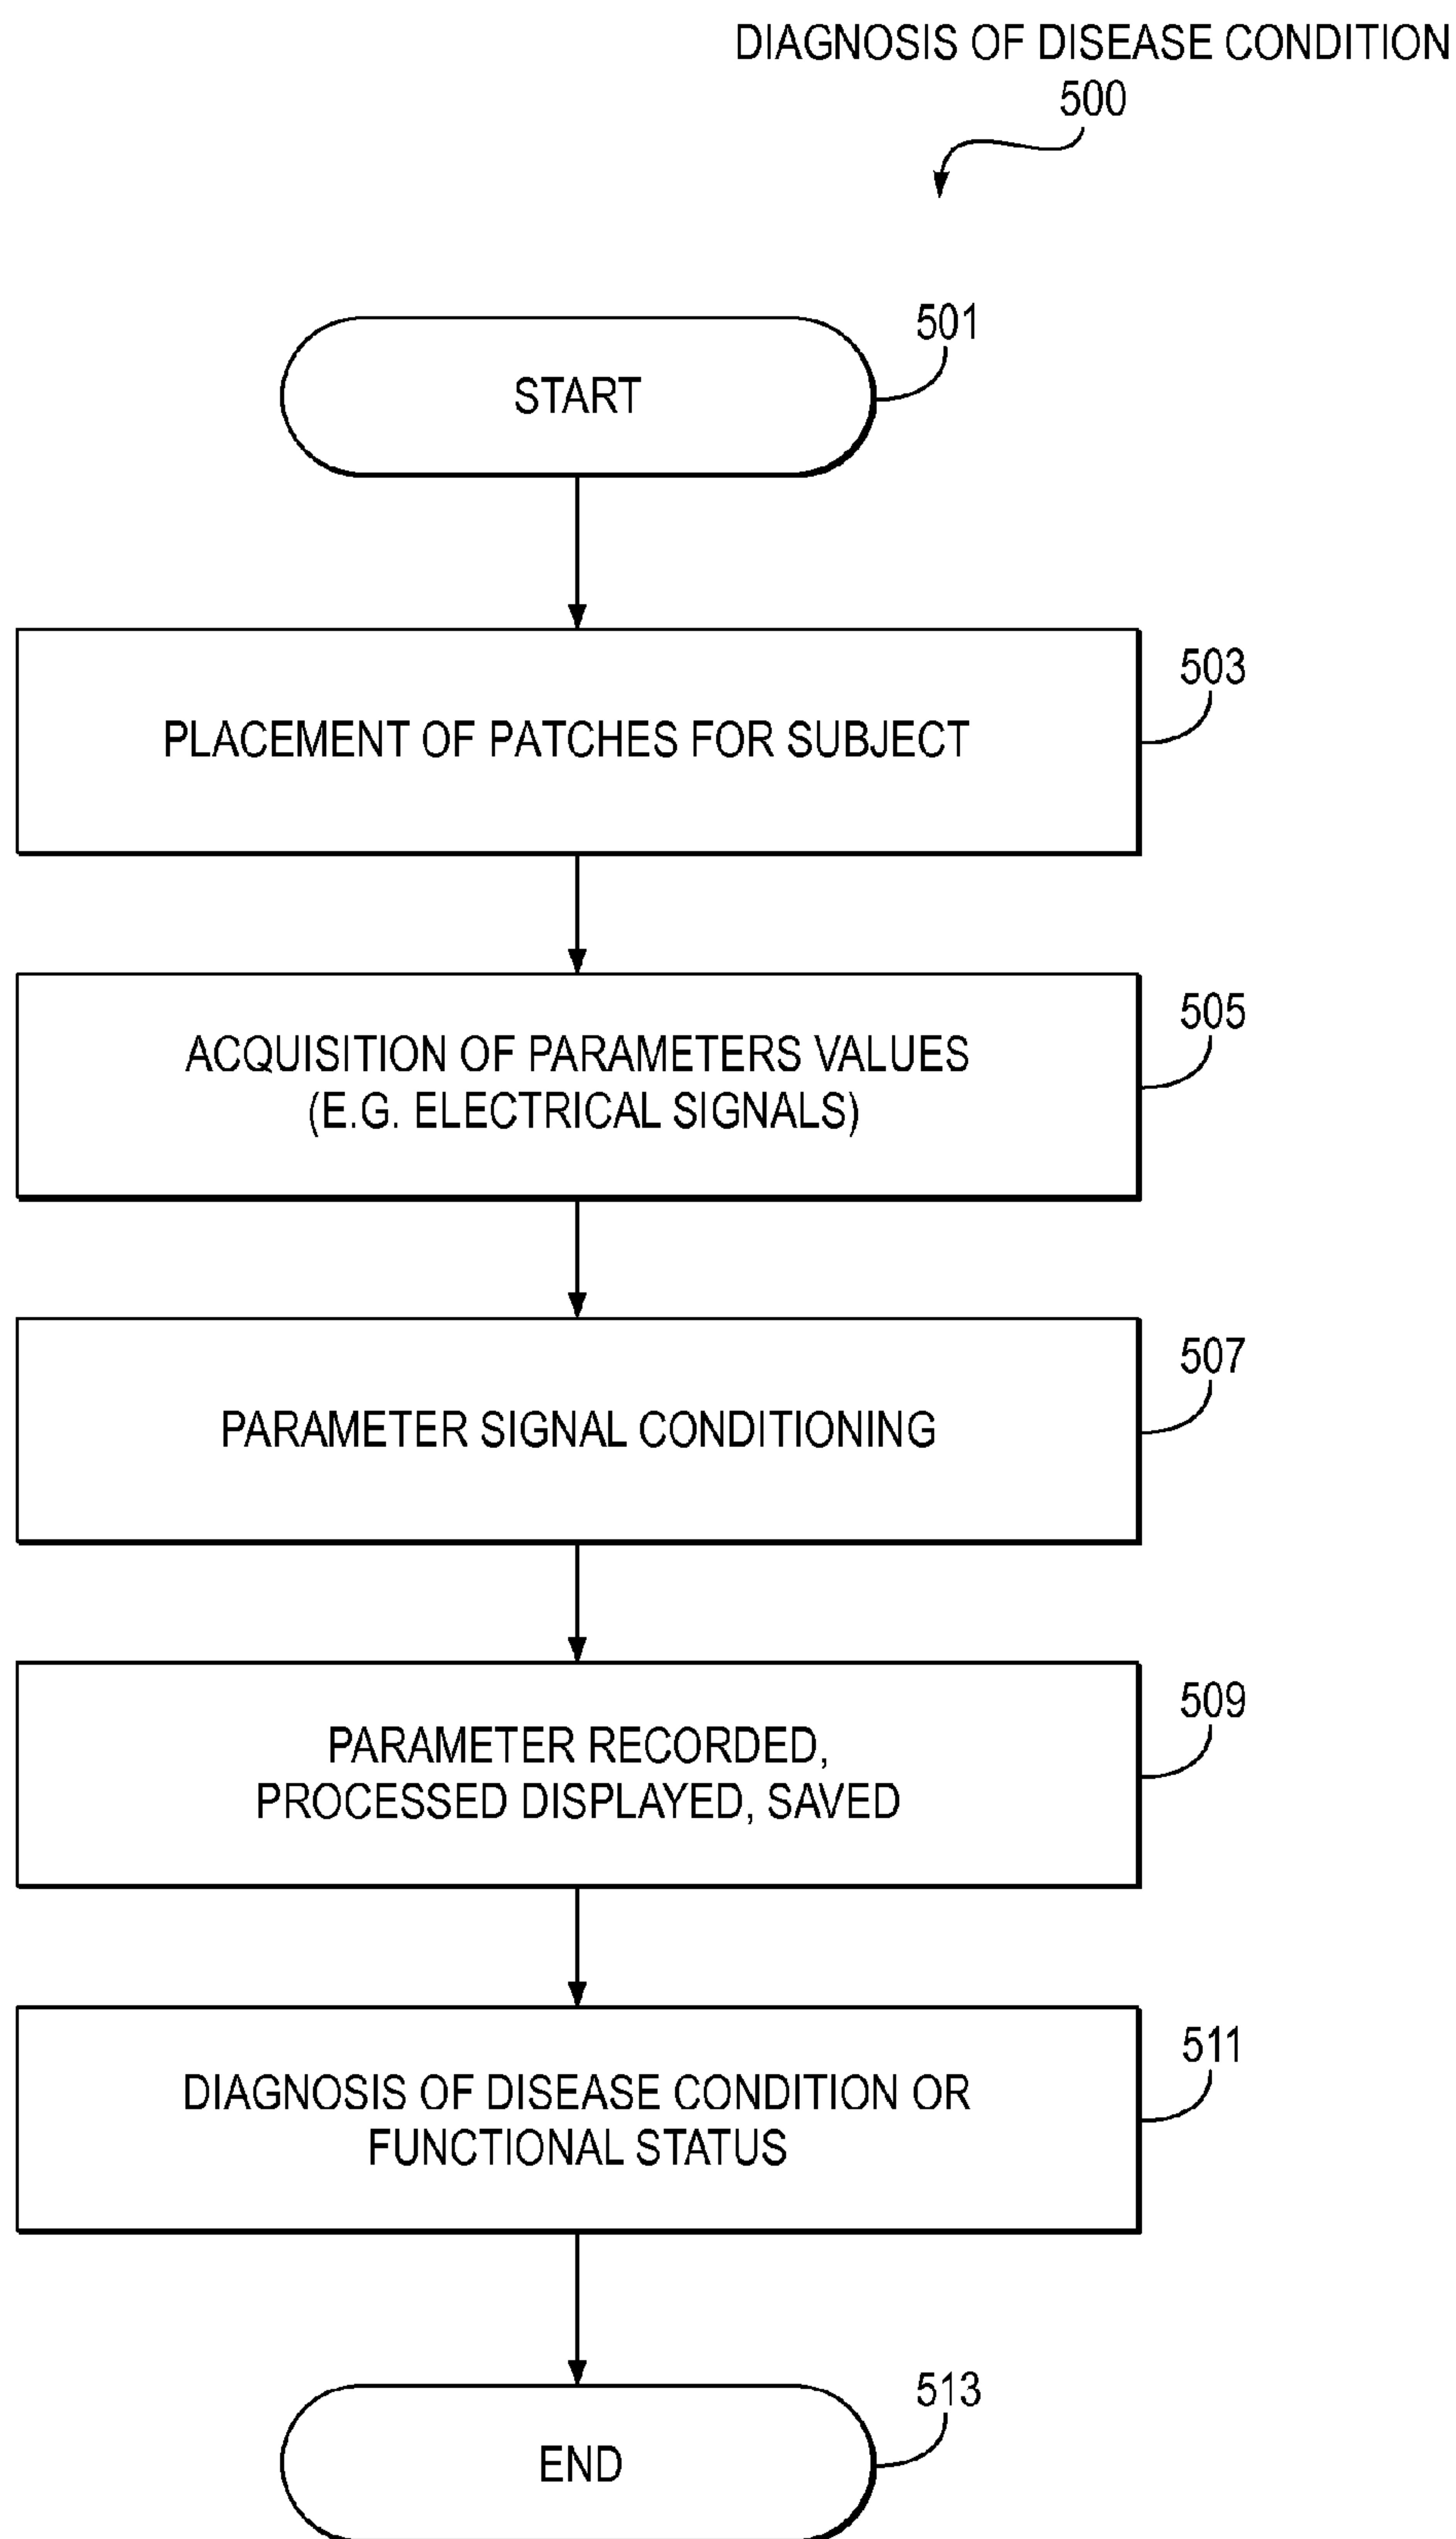 DIAGNOSIS OF DISEASE CONDITION
500
501
START
503
PLACEMENT OF PATCHES FOR SUBJECT
505
ACQUISITION OF PARAMETERS VALUES
(E.G. ELECTRICAL SIGNALS)
507
PARAMETER SIGNAL CONDITIONING
509
PARAMETER RECORDED,
PROCESSED DISPLAYED, SAVED
511
DIAGNOSIS OF DISEASE CONDITION OR
FUNCTIONAL STATUS
513
END